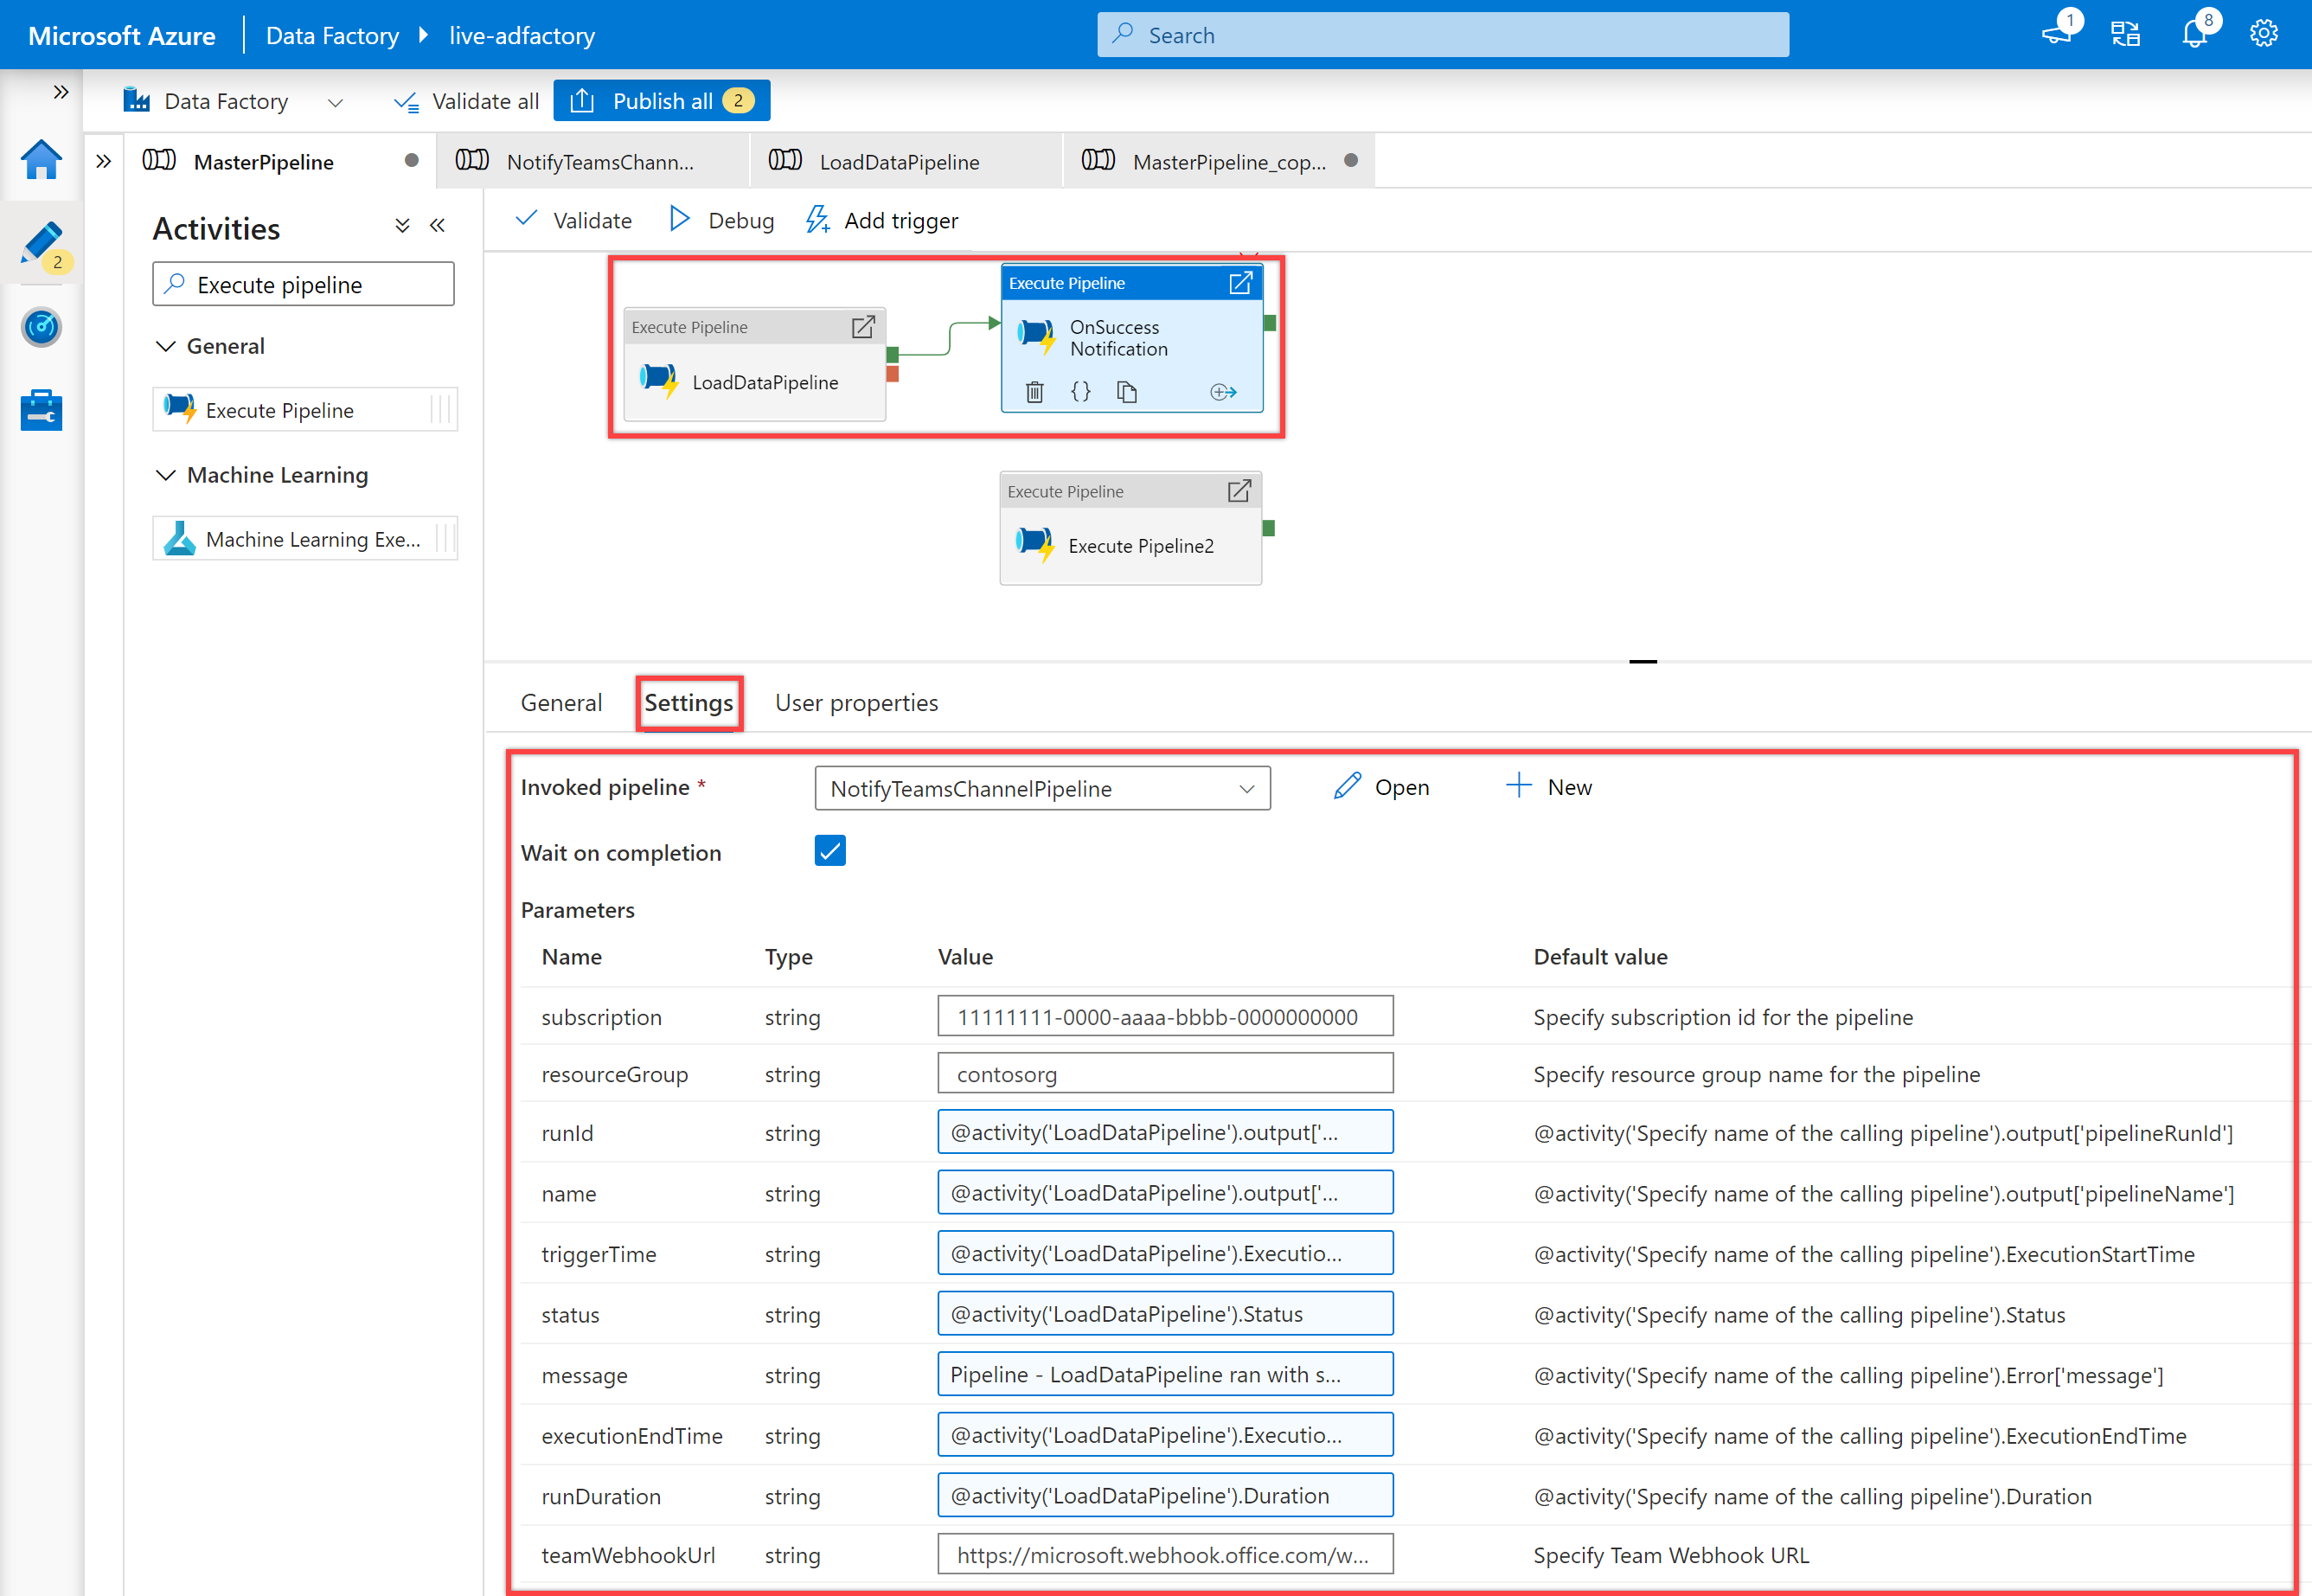 Microsoft Azure Data Factory live-adfactory Search 1 8
Data Factory Validate all Publish all 2
MasterPipeline NotifyTeamsChann... LoadDataPipeline MasterPipeline_cop...
2
Activities
Execute pipeline
General
Execute Pipeline
Machine Learning
Machine Learning Exe...
Validate Debug Add trigger
Execute Pipeline
LoadDataPipeline
Execute Pipeline
OnSuccess
Notification
{}
Execute Pipeline
Execute Pipeline2
General Settings User properties
Invoked pipeline * NotifyTeamsChannelPipeline Open New
Wait on completion
Parameters
Name Type Value Default value
subscription string 11111111-0000-aaaa-bbbb-0000000000 Specify subscription id for the pipeline
resourceGroup string contosorg Specify resource group name for the pipeline
runId string @activity('LoadDataPipeline').output['... @activity('Specify name of the calling pipeline').output['pipelineRunId']
name string @activity('LoadDataPipeline').output['... @activity('Specify name of the calling pipeline').output['pipelineName']
triggerTime string @activity('LoadDataPipeline').Executio... @activity('Specify name of the calling pipeline').ExecutionStartTime
status string @activity('LoadDataPipeline').Status @activity('Specify name of the calling pipeline').Status
message string Pipeline - LoadDataPipeline ran with s... @activity('Specify name of the calling pipeline').Error['message']
executionEndTime string @activity('LoadDataPipeline').Executio... @activity('Specify name of the calling pipeline').ExecutionEndTime
runDuration string @activity('LoadDataPipeline').Duration @activity('Specify name of the calling pipeline').Duration
teamWebhookUrl string https://microsoft.webhook.office.com/w... Specify Team Webhook URL